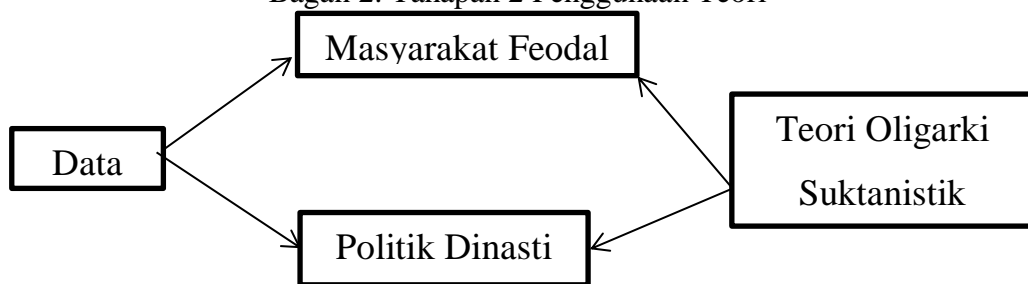 Bagan 2. Tahapan 2 Penggunaan Teori
Masyarakat Feodal
Data
Teori Oligarki
Suktanistik
Politik Dinasti